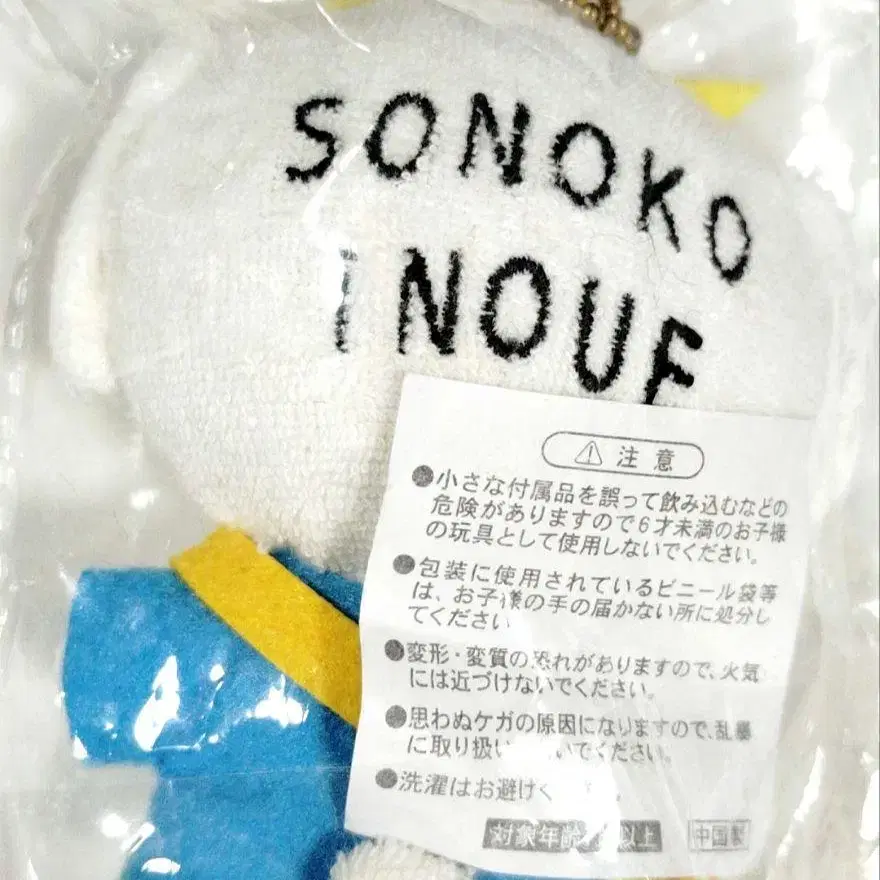 SONOKO
INOUE
注意
●小さな付属品を誤って飲み込むなどの
危険がありますので6才未満のお子様
の玩具として使用しないでください。
●包装に使用されているビニール袋等
は、お子様の手の届かない所に処分し
てください
●変形・変質の恐れがありますので、火気
には近づけないでください。
●思わぬケガの原因になりますので、乱暴
に取り扱い いでください。
●洗濯はお避けく
対象年齢 以上 中国製